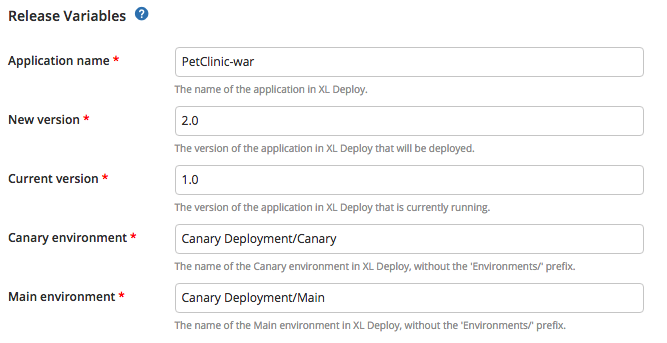 Release Variables ?
Application name * PetClinic-war
The name of the application in XL Deploy.
New version * 2.0
The version of the application in XL Deploy that will be deployed.
Current version * 1.0
The version of the application in XL Deploy that is currently running.
Canary environment * Canary Deployment/Canary
The name of the Canary environment in XL Deploy, without the 'Environments/' prefix.
Main environment * Canary Deployment/Main
The name of the Main environment in XL Deploy, without the 'Environments/' prefix.